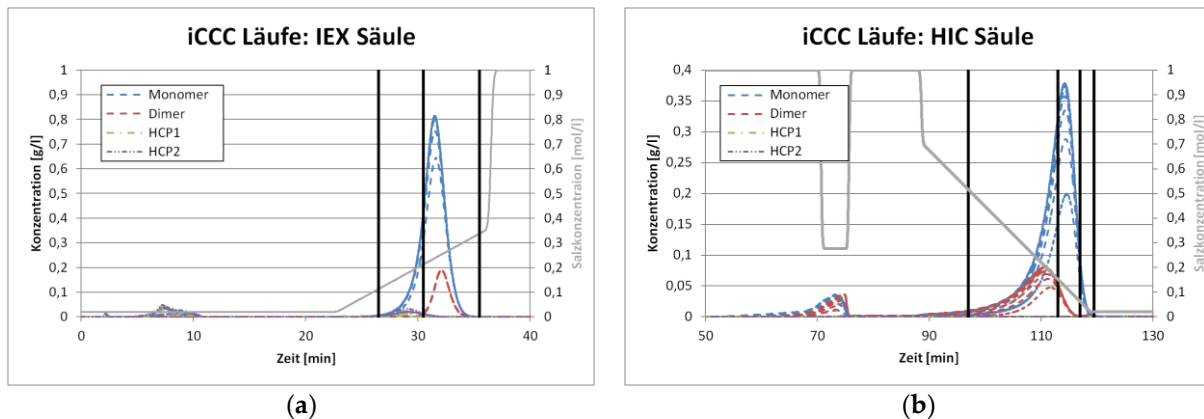 iCCC Läufe: IEX Säule
1
0,9
0,8
0,7
0,6
0,5
0,4
0,3
0,2
0,1
0
Konzentration [g/l]
Monomer
Dimer
HCP1
HCP2
1
0,9
0,8
0,7
0,6
0,5
0,4
0,3
0,2
0,1
0
Salzkonzentraion [mol/l]
0 10 20 30 40
Zeit [min]
(a)
iCCC Läufe: HIC Säule
0,4
0,35
0,3
0,25
0,2
0,15
0,1
0,05
0
Konzentration [g/l]
Monomer
Dimer
HCP1
HCP2
1
0,9
0,8
0,7
0,6
0,5
0,4
0,3
0,2
0,1
0
Salzkonzentration [mol/l]
50 70 90 110 130
Zeit [min]
(b)